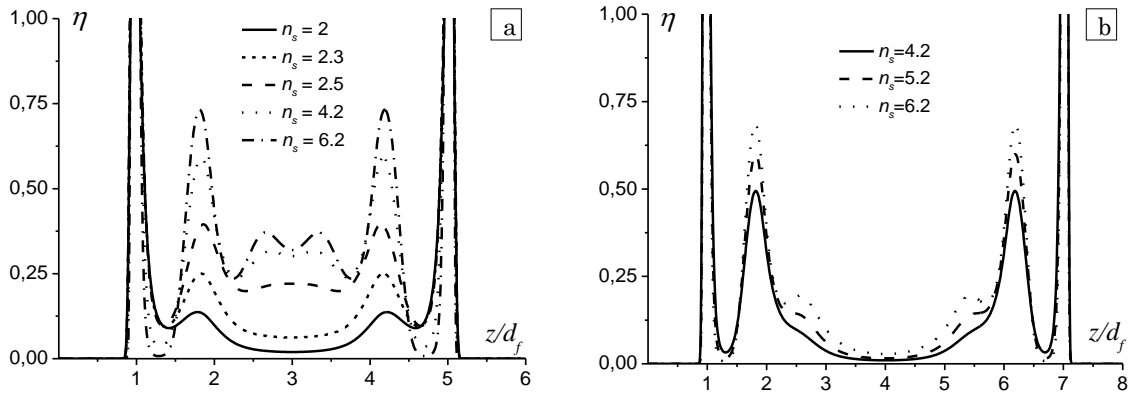 1,00
η
a
n_s = 2
n_s = 2.3
n_s = 2.5
n_s = 4.2
n_s = 6.2
0,75
0,50
0,25
0,00
z/d_f
1 2 3 4 5 6
1,00
η
b
n_s=4.2
n_s=5.2
n_s=6.2
0,75
0,50
0,25
0,00
z/d_f
1 2 3 4 5 6 7 8